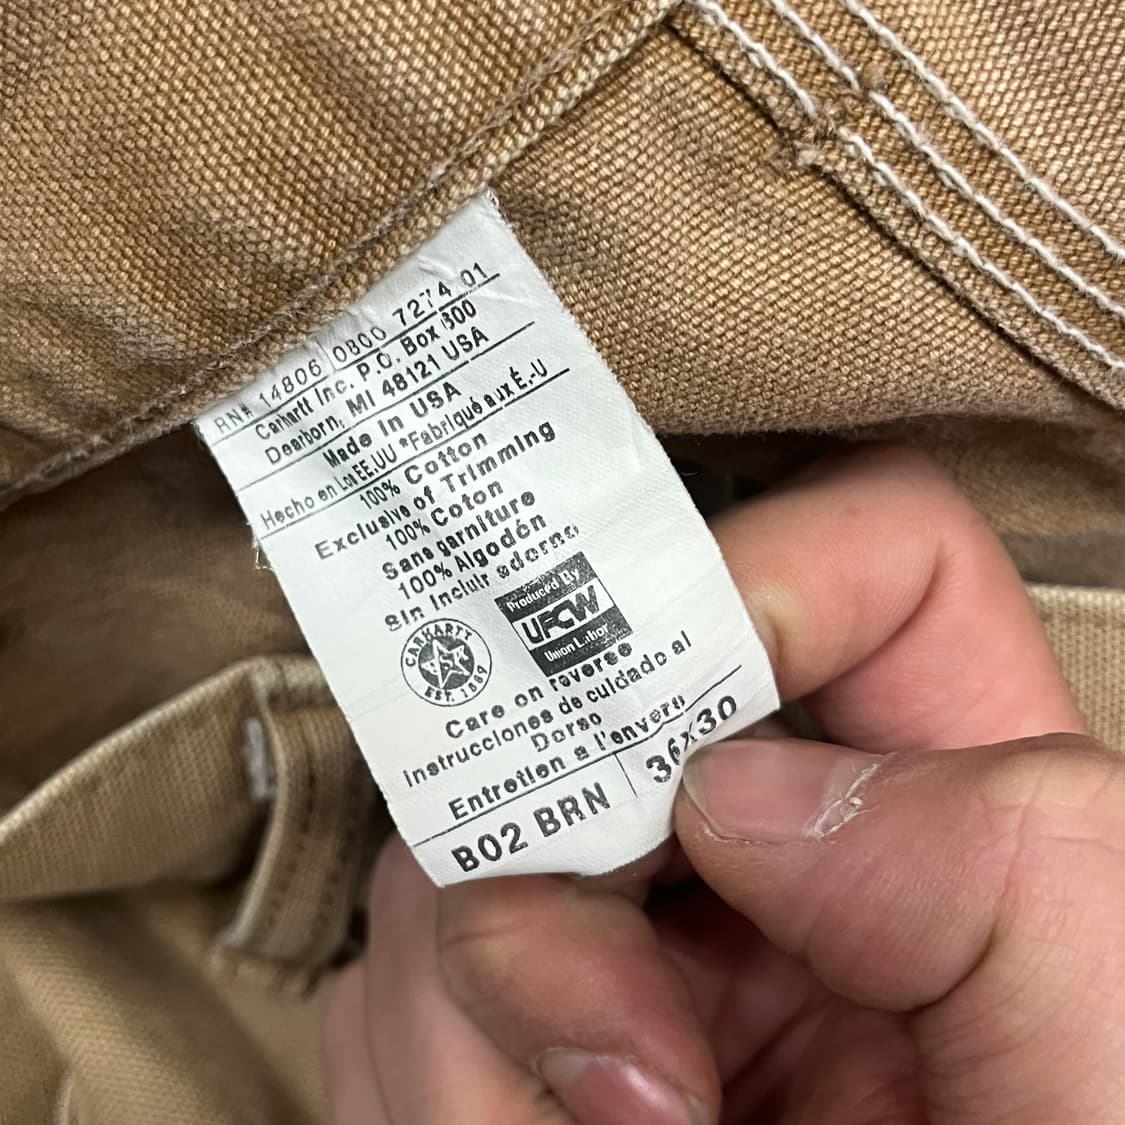 RN# 14806 0800 7274 01
Carhartt Inc. P.O. Box 600
Dearborn, MI 48121 USA
Made in USA
Hecho en Los EE.UU *Fabriqué aux É.-U
100% Cotton
Exclusive of Trimming
100% Coton
Sans garniture
100% Algodón
Sin Incluir adorno
CARHARTT
EST. 1889
Produced By
UFCW
Union Labor
Care on reverse
Instrucciones de cuidado al
Dorso
Entretien a l'envers
B02 BRN 36x30